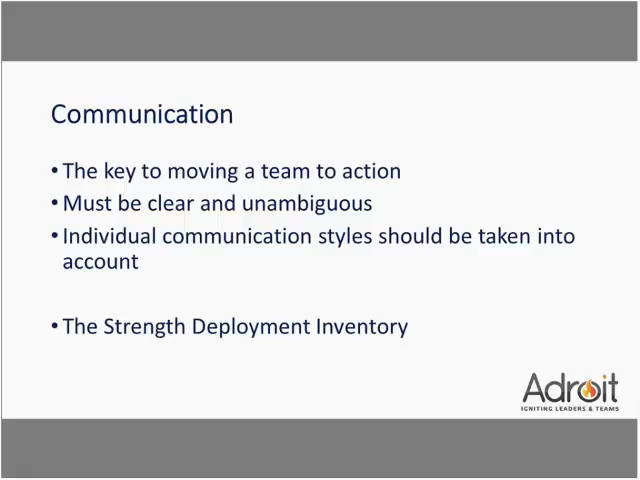 Communication
• The key to moving a team to action
• Must be clear and unambiguous
• Individual communication styles should be taken into
account
• The Strength Deployment Inventory
Adroit
IGNITING LEADERS & TEAMS